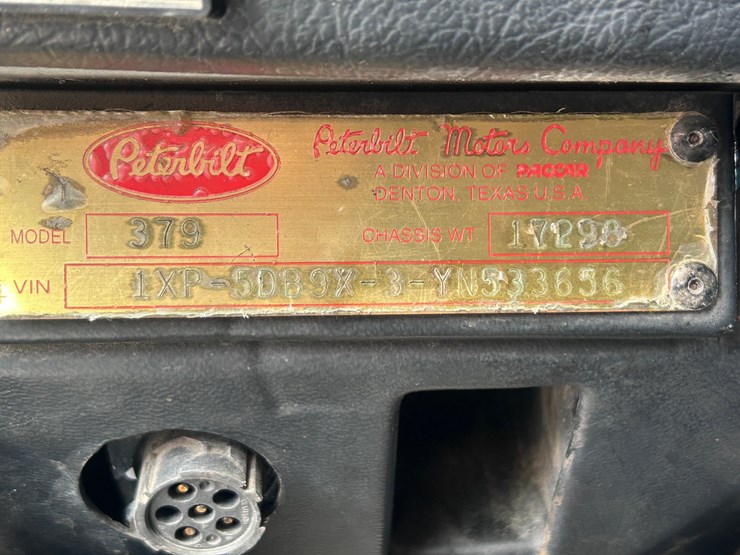 Peterbilt
Peterbilt Motors Company
A DIVISION OF PACCAR
DENTON, TEXAS U.S.A.
MODEL 379
CHASSIS WT 17298
VIN 1XP-5DB9X-3-YN533656